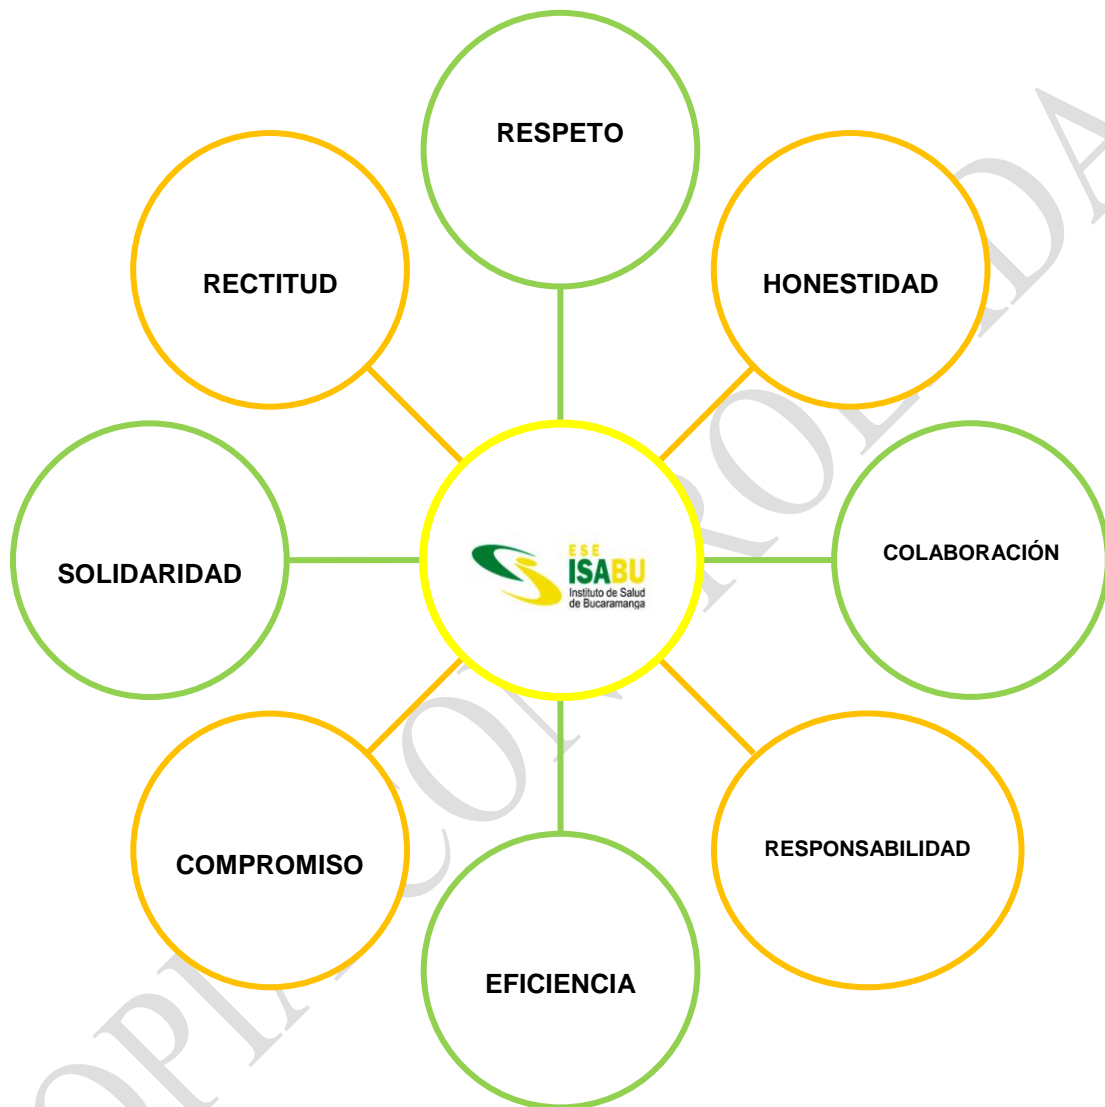 RESPETO
RECTITUD
HONESTIDAD
SOLIDARIDAD
ESE
ISABU
Instituto de Salud
de Bucaramanga
COLABORACIÓN
COMPROMISO
RESPONSABILIDAD
EFICIENCIA